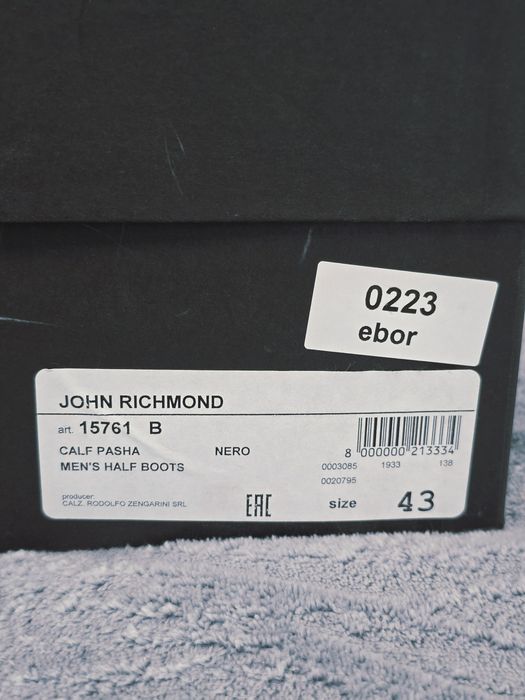 0223
ebor
JOHN RICHMOND
art. 15761 B
CALF PASHA NERO
MEN'S HALF BOOTS
8 000000 213334
0003085 1933 138
0020795
producer:
CALZ. RODOLFO ZENGARINI SRL
EAC
size 43